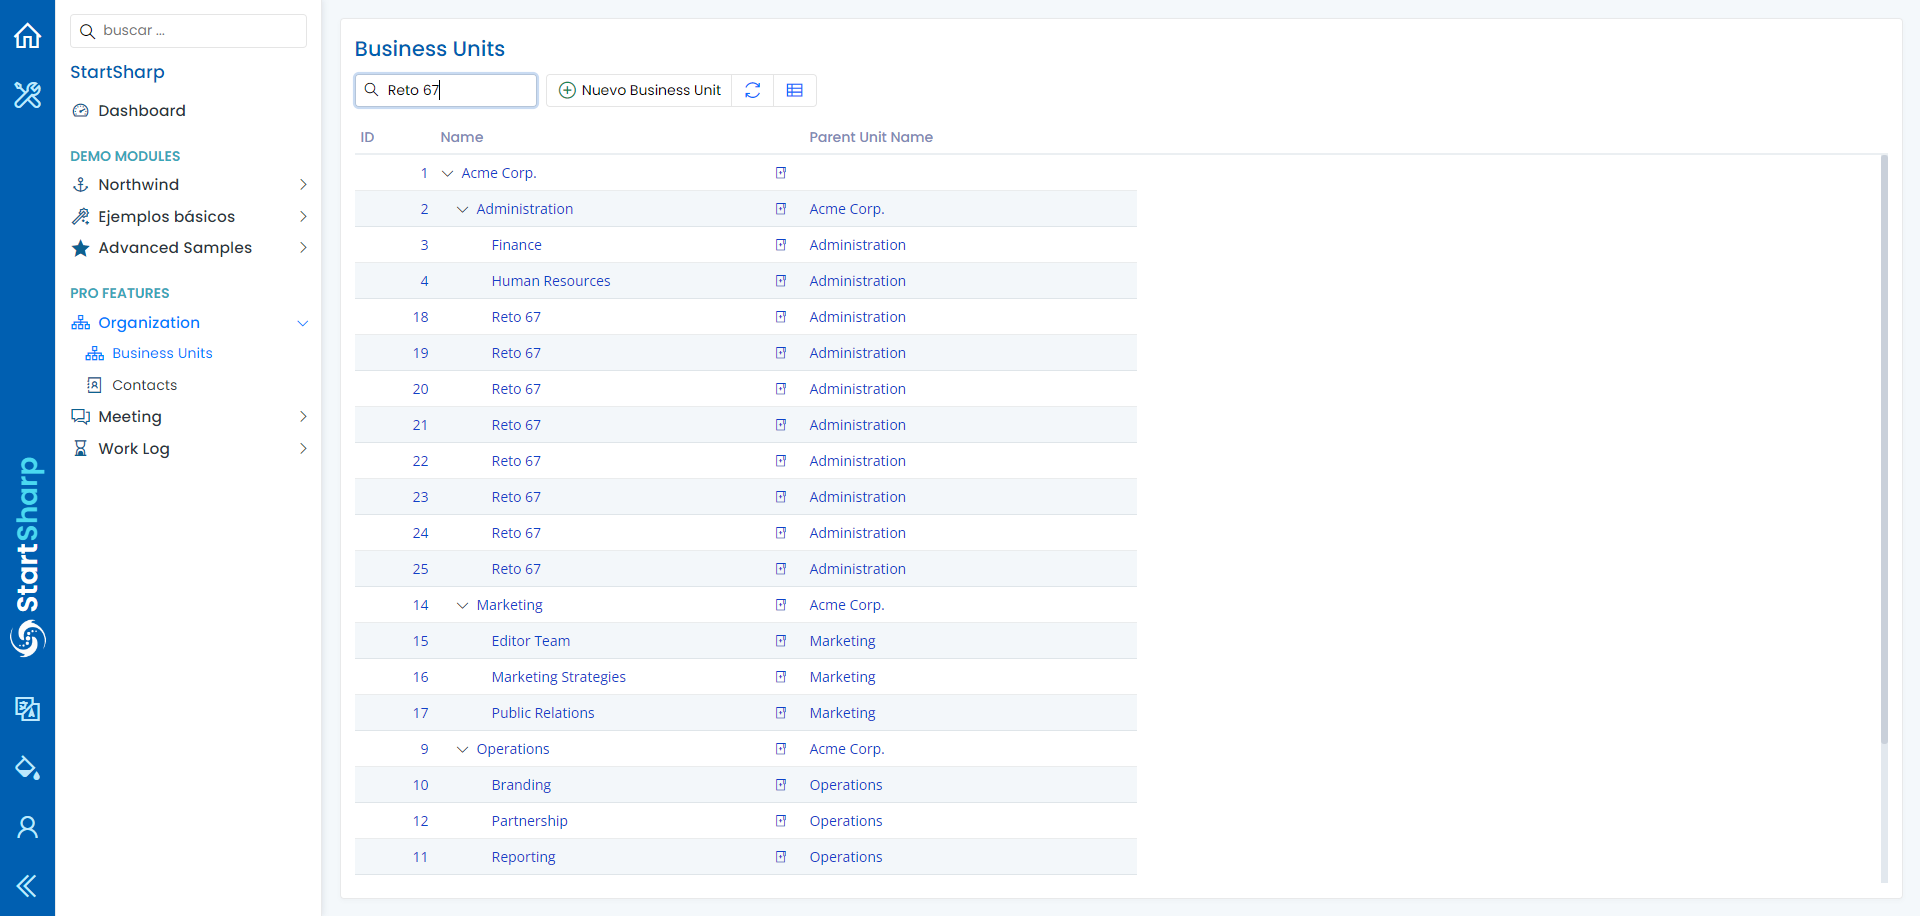 buscar ...
StartSharp
Dashboard
DEMO MODULES
Northwind
Ejemplos básicos
Advanced Samples
PRO FEATURES
Organization
Business Units
Contacts
Meeting
Work Log
StartSharp
Business Units
Reto 67
Nuevo Business Unit
ID Name Parent Unit Name
1 Acme Corp.
2 Administration Acme Corp.
3 Finance Administration
4 Human Resources Administration
18 Reto 67 Administration
19 Reto 67 Administration
20 Reto 67 Administration
21 Reto 67 Administration
22 Reto 67 Administration
23 Reto 67 Administration
24 Reto 67 Administration
25 Reto 67 Administration
14 Marketing Acme Corp.
15 Editor Team Marketing
16 Marketing Strategies Marketing
17 Public Relations Marketing
9 Operations Acme Corp.
10 Branding Operations
12 Partnership Operations
11 Reporting Operations